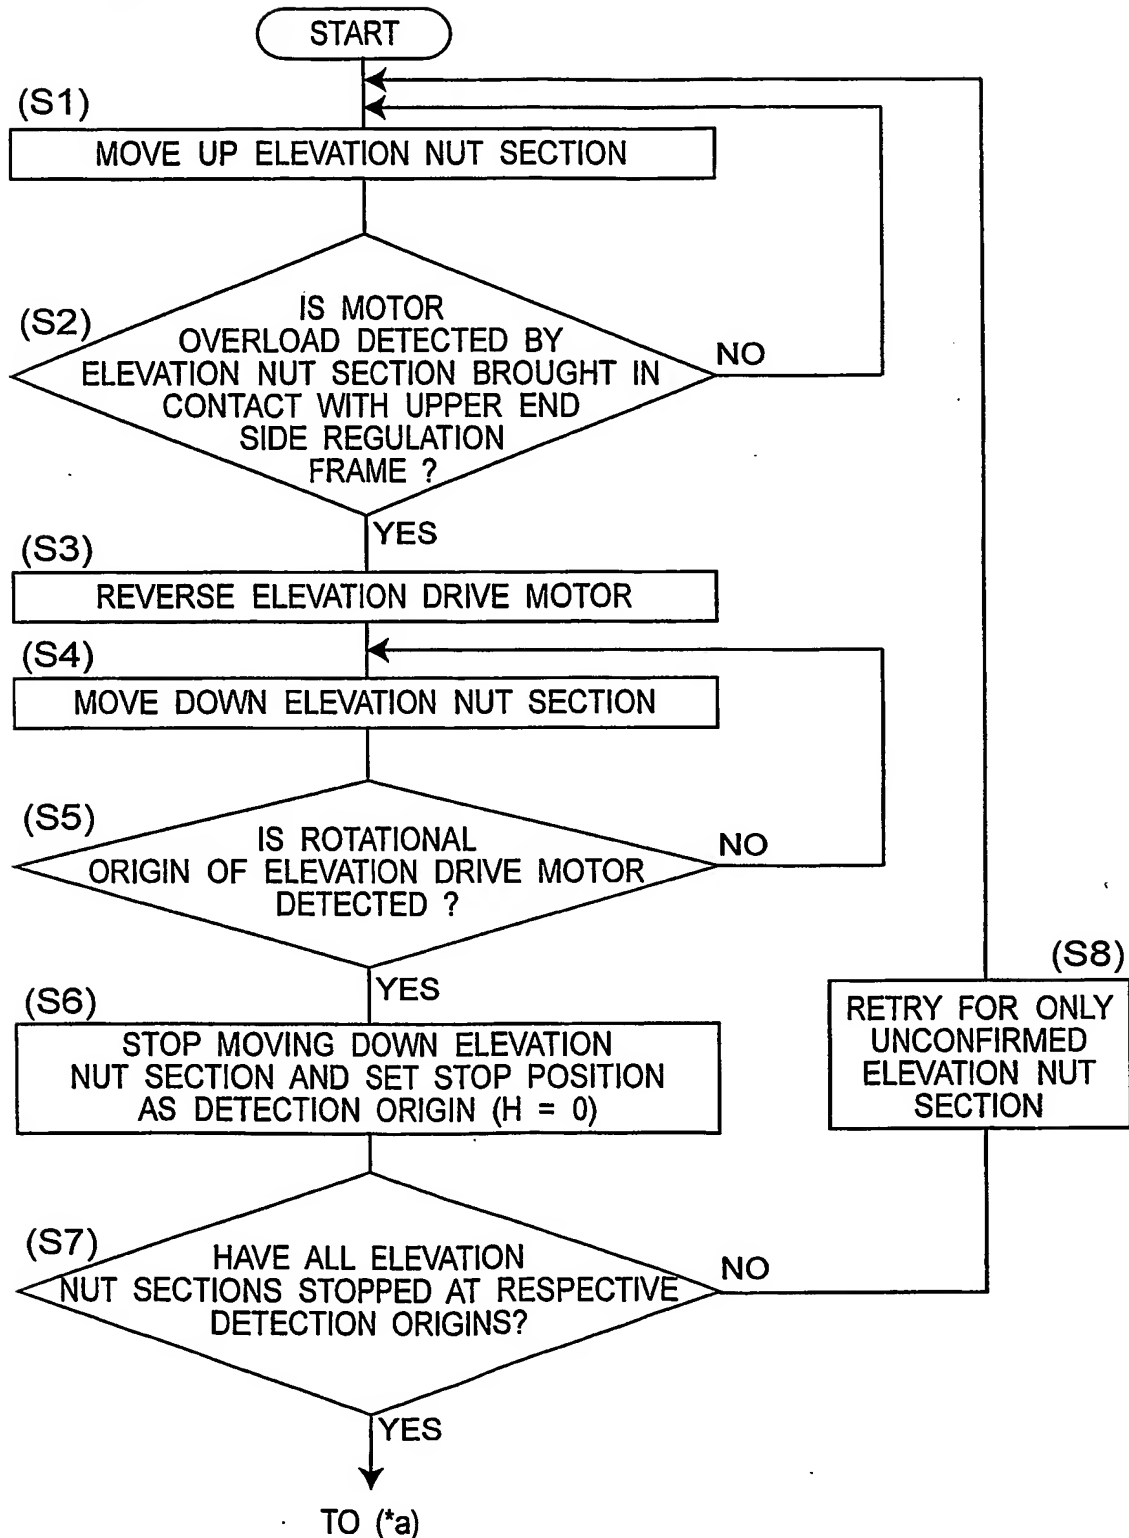 START
(S1)
MOVE UP ELEVATION NUT SECTION
(S2)
IS MOTOR
OVERLOAD DETECTED BY
ELEVATION NUT SECTION BROUGHT IN
CONTACT WITH UPPER END
SIDE REGULATION
FRAME ?
NO
YES
(S3)
REVERSE ELEVATION DRIVE MOTOR
(S4)
MOVE DOWN ELEVATION NUT SECTION
(S5)
IS ROTATIONAL
ORIGIN OF ELEVATION DRIVE MOTOR
DETECTED ?
NO
YES
(S6)
STOP MOVING DOWN ELEVATION
NUT SECTION AND SET STOP POSITION
AS DETECTION ORIGIN (H = 0)
(S8)
RETRY FOR ONLY
UNCONFIRMED
ELEVATION NUT
SECTION
(S7)
HAVE ALL ELEVATION
NUT SECTIONS STOPPED AT RESPECTIVE
DETECTION ORIGINS?
NO
YES
TO (*a)